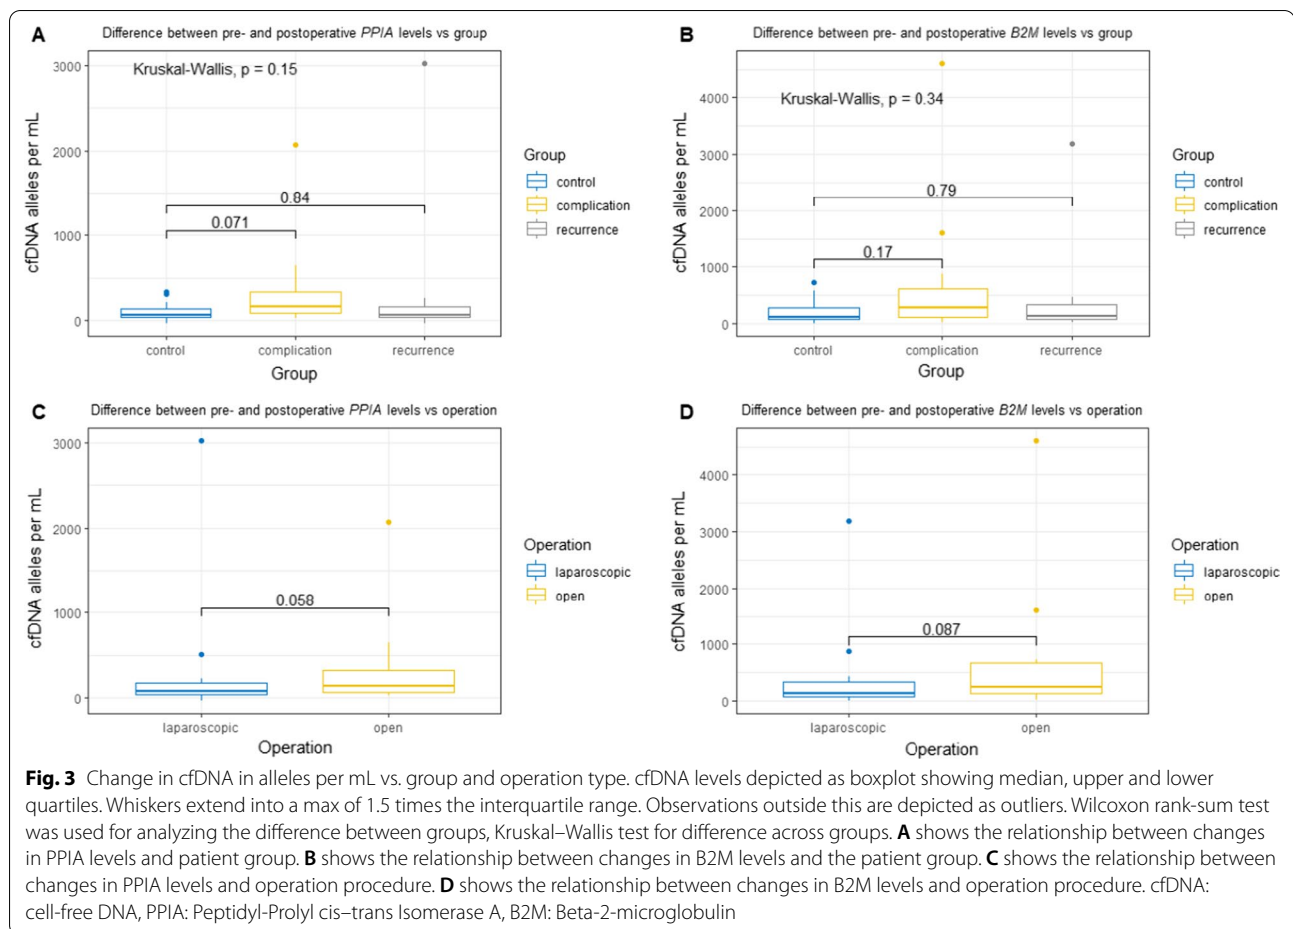 A
Difference between pre- and postoperative PPIA levels vs group
Kruskal-Wallis, p = 0.15
3000
2000
1000
0
cfDNA alleles per mL
0.84
0.071
control
complication
recurrence
Group
Group
control
complication
recurrence
B
Difference between pre- and postoperative B2M levels vs group
Kruskal-Wallis, p = 0.34
4000
3000
2000
1000
0
cfDNA alleles per mL
0.79
0.17
control
complication
recurrence
Group
Group
control
complication
recurrence
C
Difference between pre- and postoperative PPIA levels vs operation
3000
2000
1000
0
cfDNA alleles per mL
0.058
laparoscopic
open
Operation
Operation
laparoscopic
open
D
Difference between pre- and postoperative B2M levels vs operation
4000
3000
2000
1000
0
cfDNA alleles per mL
0.087
laparoscopic
open
Operation
Operation
laparoscopic
open
Fig. 3 Change in cfDNA in alleles per mL vs. group and operation type. cfDNA levels depicted as boxplot showing median, upper and lower
quartiles. Whiskers extend into a max of 1.5 times the interquartile range. Observations outside this are depicted as outliers. Wilcoxon rank-sum test
was used for analyzing the difference between groups, Kruskal–Wallis test for difference across groups. A shows the relationship between changes
in PPIA levels and patient group. B shows the relationship between changes in B2M levels and the patient group. C shows the relationship between
changes in PPIA levels and operation procedure. D shows the relationship between changes in B2M levels and operation procedure. cfDNA:
cell-free DNA, PPIA: Peptidyl-Prolyl cis–trans Isomerase A, B2M: Beta-2-microglobulin